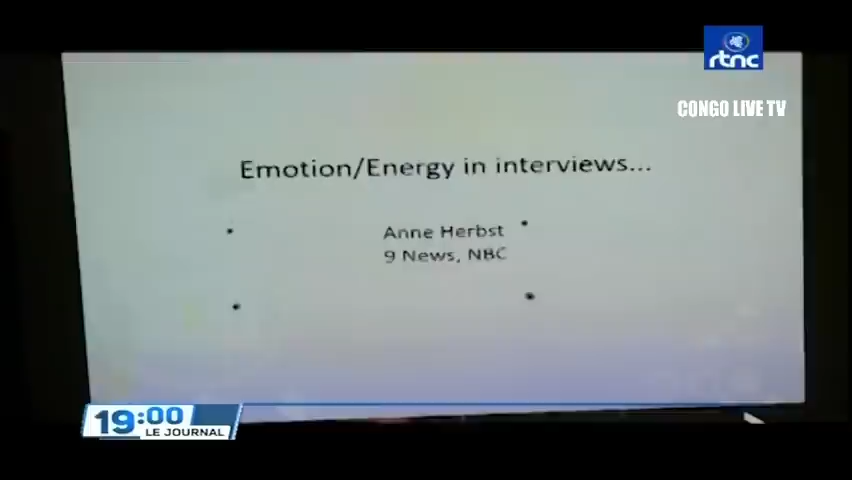 rtnc
CONGO LIVE TV
Emotion/Energy in interviews...
Anne Herbst
9 News, NBC
19:00
LE JOURNAL